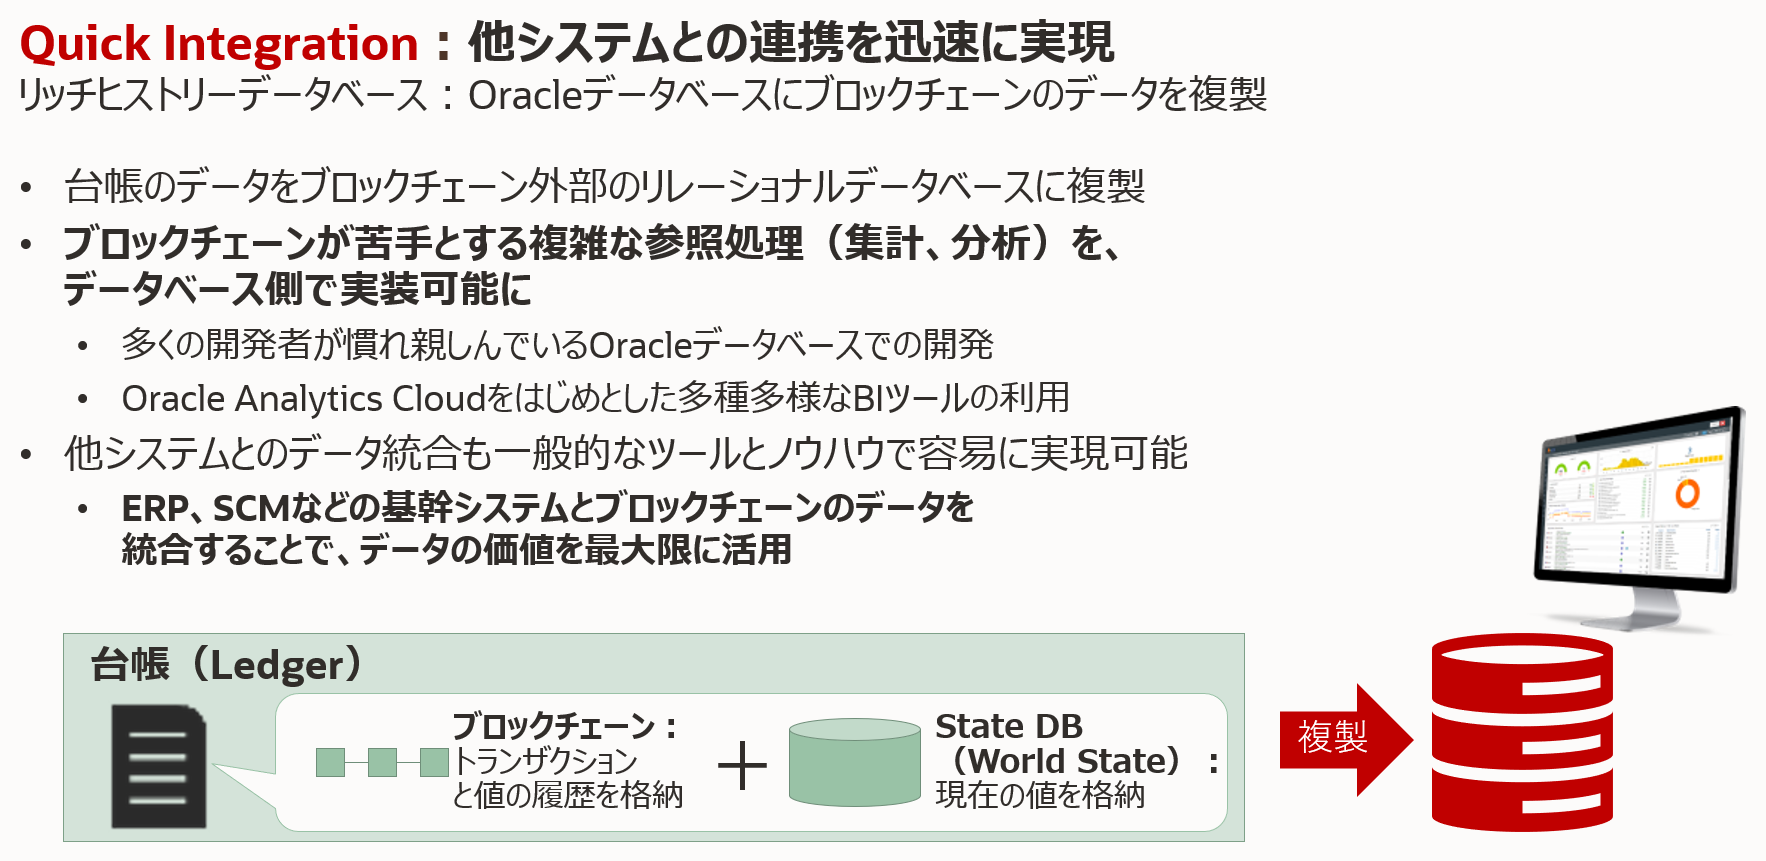 Quick Integration：他システムとの連携を迅速に実現
リッチヒストリーデータベース：Oracleデータベースにブロックチェーンのデータを複製
• 台帳のデータをブロックチェーン外部のリレーショナルデータベースに複製
• ブロックチェーンが苦手とする複雑な参照処理（集計、分析）を、
データベース側で実装可能に
• 多くの開発者が慣れ親しんでいるOracleデータベースでの開発
• Oracle Analytics Cloudをはじめとした多種多様なBIツールの利用
• 他システムとのデータ統合も一般的なツールとノウハウで容易に実現可能
• ERP、SCMなどの基幹システムとブロックチェーンのデータを
統合することで、データの価値を最大限に活用
台帳（Ledger）
ブロックチェーン：
トランザクション
と値の履歴を格納
State DB
（World State）：
現在の値を格納
複製